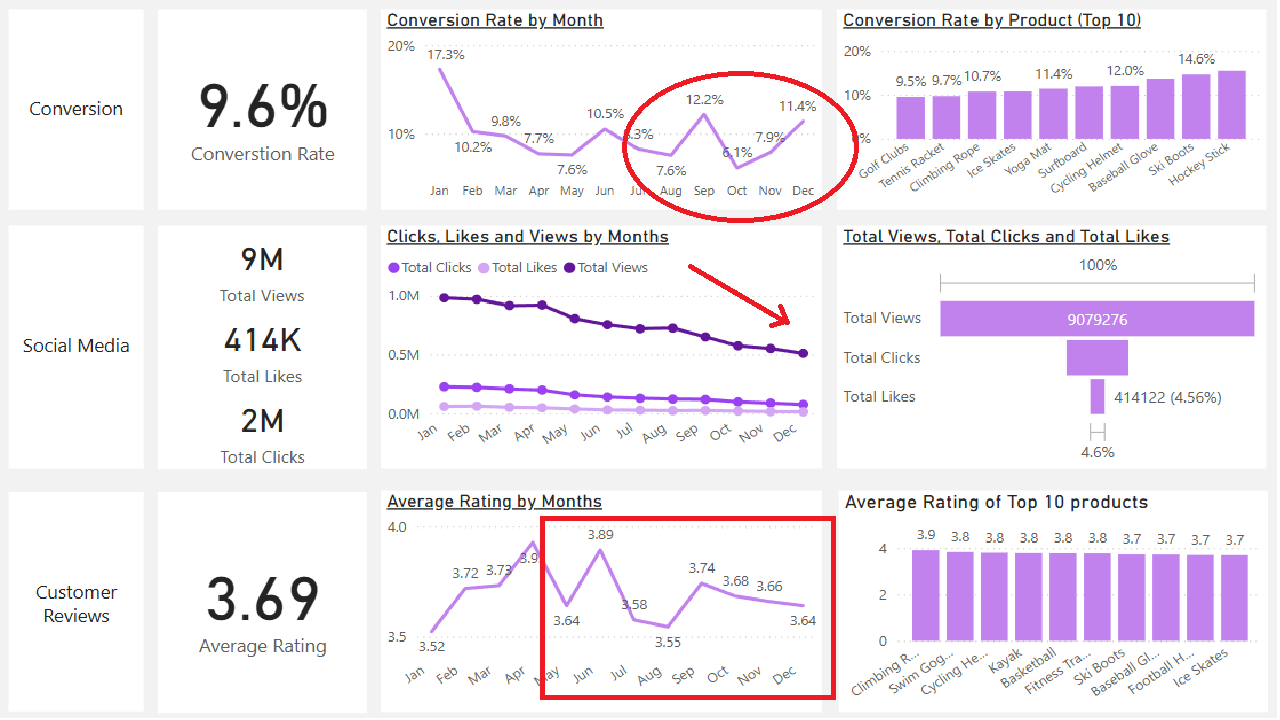 Conversion
9.6%
Converstion Rate
Conversion Rate by Month
20%
10%
17.3%
10.2%
9.8%
7.7%
7.6%
10.5%
7.6%
12.2%
6.1%
7.9%
11.4%
Jan Feb Mar Apr May Jun Aug Sep Oct Nov Dec
Conversion Rate by Product (Top 10)
20%
10%
9.5% 9.7% 10.7% 11.4% 12.0% 14.6%
Golf Clubs
Tennis Racket
Climbing Rope
Ice Skates
Yoga Mat
Surfboard
Cycling Helmet
Baseball Glove
Ski Boots
Hockey Stick
Social Media
9M
Total Views
414K
Total Likes
2M
Total Clicks
Clicks, Likes and Views by Months
Total Clicks Total Likes Total Views
1.0M
0.5M
0.0M
Jan Feb Mar Apr May Jun Jul Aug Sep Oct Nov Dec
Total Views, Total Clicks and Total Likes
100%
Total Views 9079276
Total Clicks
Total Likes 414122 (4.56%)
4.6%
Customer
Reviews
3.69
Average Rating
Average Rating by Months
4.0
3.5
3.52
3.72
3.73
3.64
3.89
3.58
3.55
3.74
3.68
3.66
3.64
Jan Feb Mar Apr May Jun Jul Aug Sep Oct Nov Dec
Average Rating of Top 10 products
4
2
0
3.9 3.8 3.8 3.8 3.8 3.8 3.7 3.7 3.7 3.7
Climbing R...
Swim Gog...
Cycling He...
Kayak
Basketball
Fitness Tra...
Ski Boots
Baseball Gl...
Football H...
Ice Skates